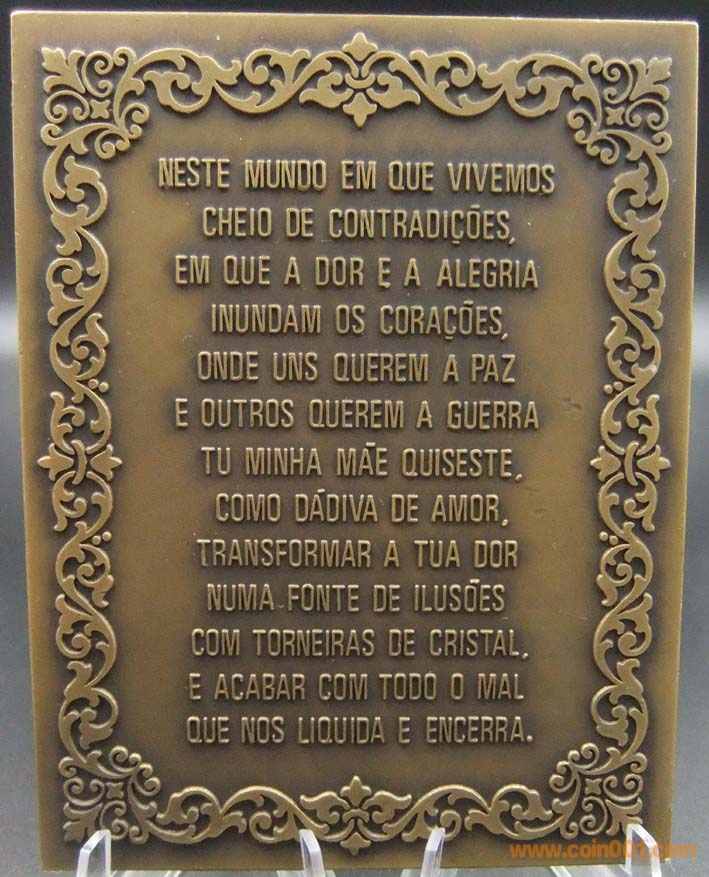 NESTE MUNDO EM QUE VIVEMOS
CHEIO DE CONTRADIÇÕES,
EM QUE A DOR E A ALEGRIA
INUNDAM OS CORAÇÕES,
ONDE UNS QUEREM A PAZ
E OUTROS QUEREM A GUERRA
TU MINHA MÃE QUISESTE,
COMO DÁDIVA DE AMOR,
TRANSFORMAR A TUA DOR
NUMA FONTE DE ILUSÕES
COM TORNEIRAS DE CRISTAL,
E ACABAR COM TODO O MAL
QUE NOS LIQUIDA E ENCERRA.
www.coin001.com